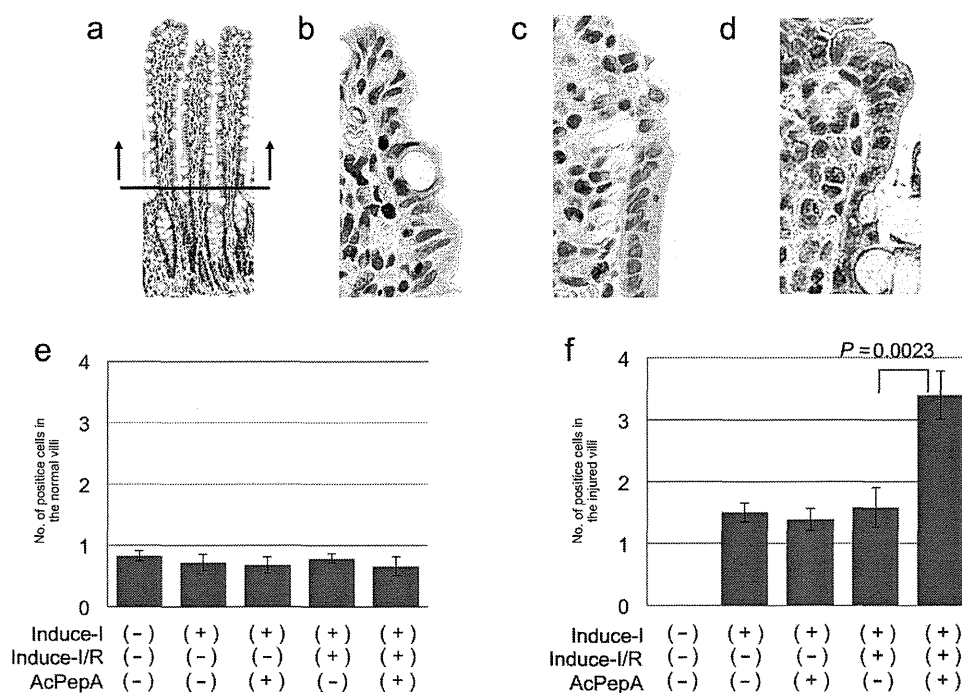 a
b
c
d
e
4
3
2
1
0
No. of positice cells in
the normal villi
Induce-I (-) (+) (+) (+) (+)
Induce-I/R (-) (-) (-) (+) (+)
AcPepA (-) (-) (+) (-) (+)
f
P = 0.0023
4
3
2
1
0
No. of positice cells in
the injured villi
Induce-I (-) (+) (+) (+) (+)
Induce-I/R (-) (-) (-) (+) (+)
AcPepA (-) (-) (+) (-) (+)